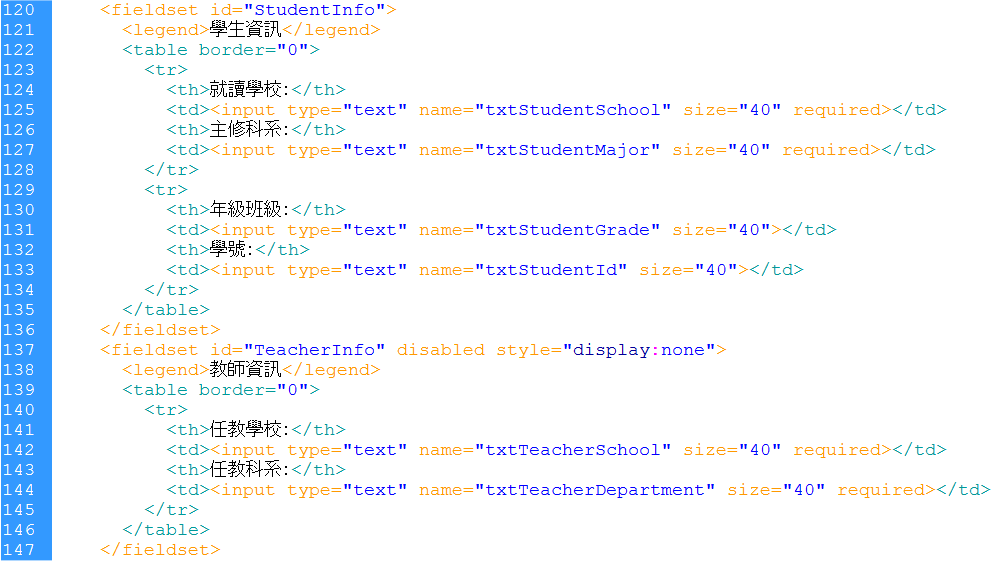 120 <fieldset id="StudentInfo">
121 <legend>學生資訊</legend>
122 <table border="0">
123 <tr>
124 <th>就讀學校:</th>
125 <td><input type="text" name="txtStudentSchool" size="40" required></td>
126 <th>主修科系:</th>
127 <td><input type="text" name="txtStudentMajor" size="40" required></td>
128 </tr>
129 <tr>
130 <th>年級班級:</th>
131 <td><input type="text" name="txtStudentGrade" size="40"></td>
132 <th>學號:</th>
133 <td><input type="text" name="txtStudentId" size="40"></td>
134 </tr>
135 </table>
136 </fieldset>
137 <fieldset id="TeacherInfo" disabled style="display:none">
138 <legend>教師資訊</legend>
139 <table border="0">
140 <tr>
141 <th>任教學校:</th>
142 <td><input type="text" name="txtTeacherSchool" size="40" required></td>
143 <th>任教科系:</th>
144 <td><input type="text" name="txtTeacherDepartment" size="40" required></td>
145 </tr>
146 </table>
147 </fieldset>